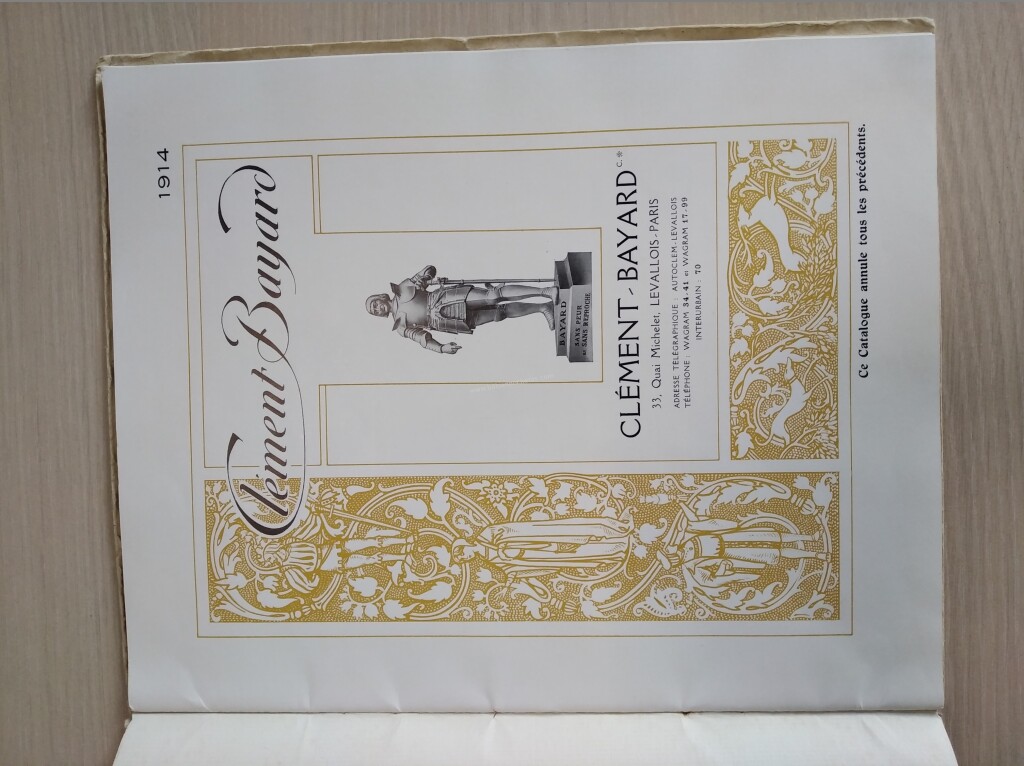 1914
Clément Bayard
BAYARD
SANS PEUR
ET SANS REPROCHE
CLÉMENT-BAYARD
33, Quai Michelet, LEVALLOIS-PARIS
ADRESSE TÉLÉGRAPHIQUE : AUTOCLEM-LEVALLOIS
TÉLÉPHONE : WAGRAM 34-41 et WAGRAM 17-99
INTERURBAIN : 70
Ce Catalogue annule tous les précédents.